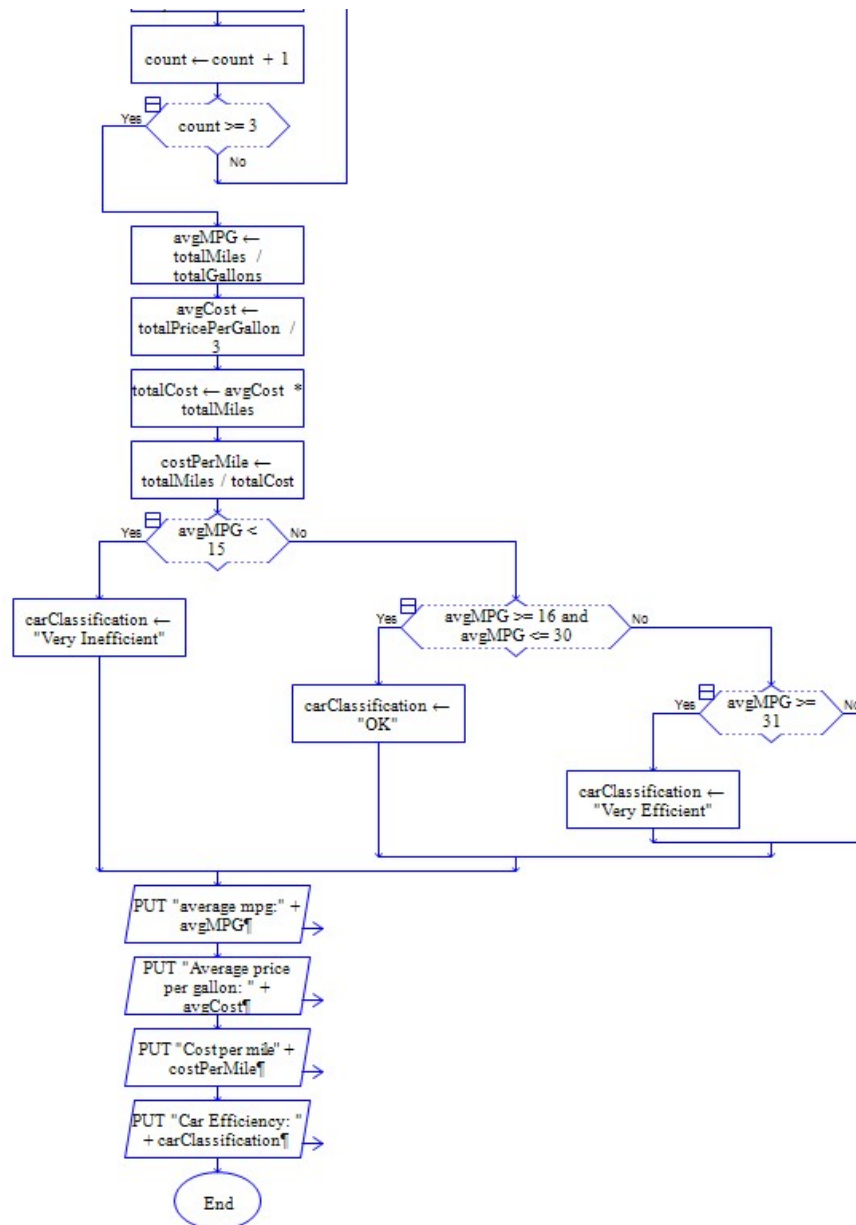 count ← count + 1
Yes
count >= 3
No
avgMPG ←
totalMiles /
totalGallons
avgCost ←
totalPricePerGallon /
3
totalCost ← avgCost *
totalMiles
costPerMile ←
totalMiles / totalCost
Yes
avgMPG <
15
No
carClassification ←
"Very Inefficient"
Yes
avgMPG >= 16 and
avgMPG <= 30
No
carClassification ←
"OK"
Yes
avgMPG >=
31
No
carClassification ←
"Very Efficient"
PUT "average mpg:" +
avgMPG¶
PUT "Average price
per gallon: " +
avgCost¶
PUT "Cost per mile" +
costPerMile¶
PUT "Car Efficiency: "
+ carClassification¶
End